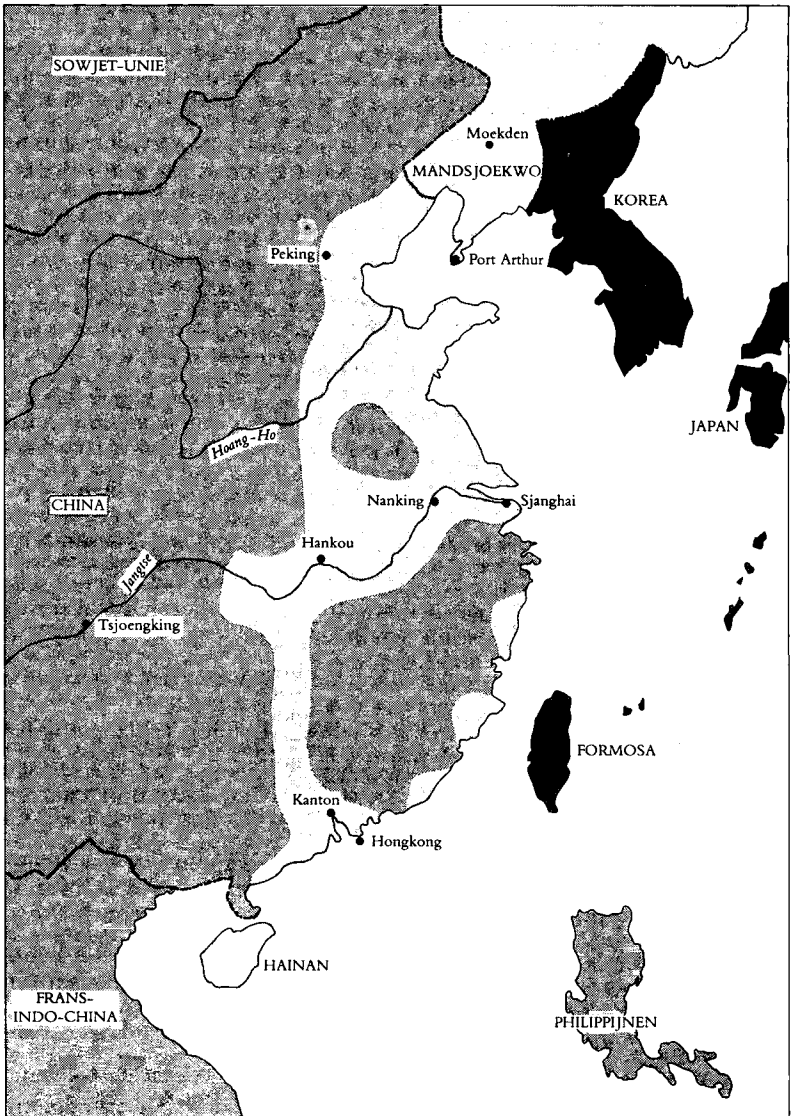 SOWJET-UNIE
Moekden
MANDSJOEKWO
KOREA
Peking
Port Arthur
JAPAN
Hoang-Ho
CHINA
Nanking
Sjanghai
Hankou
Jangtse
Tsjoengking
FORMOSA
Kanton
Hongkong
HAINAN
FRANS-
INDO-CHINA
PHILIPPIJNEN